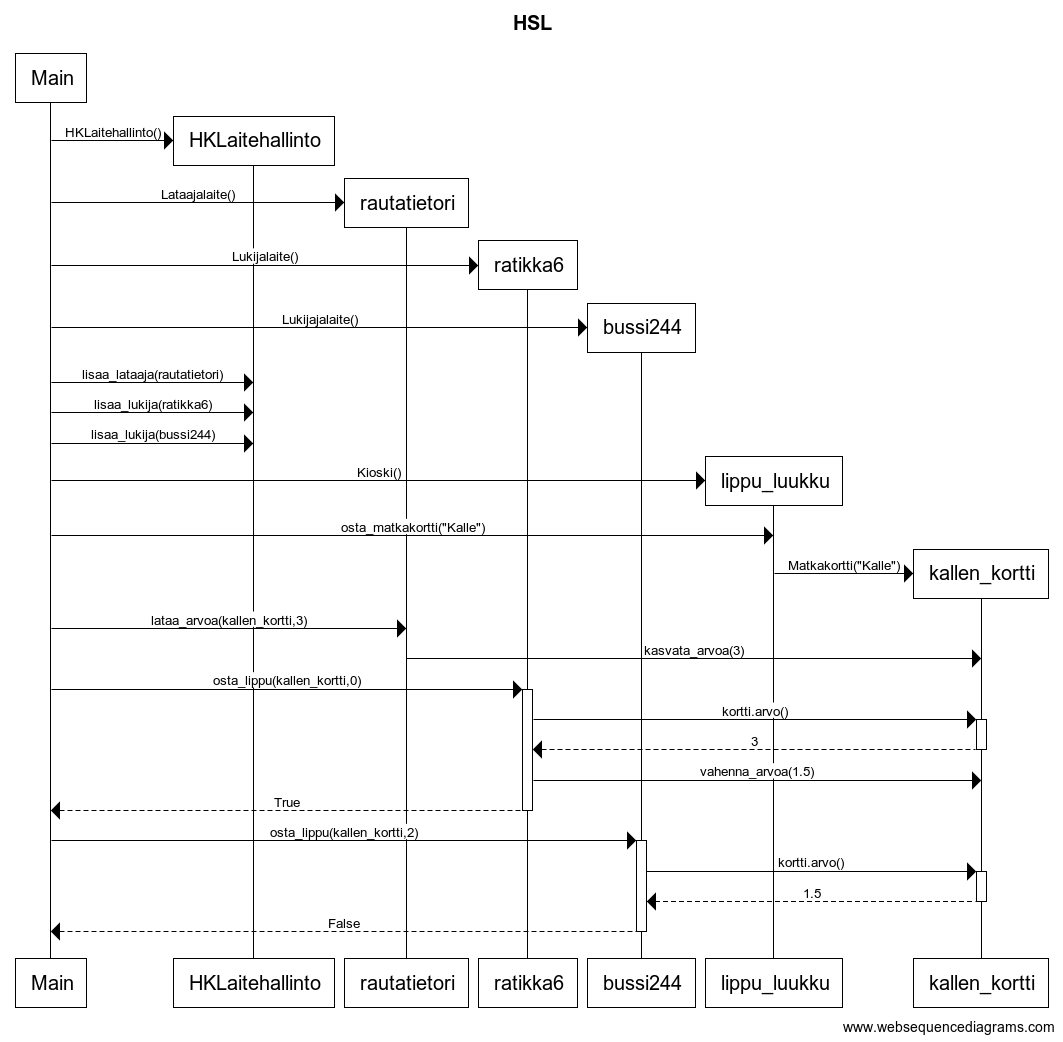 HSL
Main
HKLaitehallinto()
HKLaitehallinto
Lataajalaite()
rautatietori
Lukijalaite()
ratikka6
Lukijajalaite()
bussi244
lisaa_lataaja(rautatietori)
lisaa_lukija(ratikka6)
lisaa_lukija(bussi244)
Kioski()
lippu_luukku
osta_matkakortti("Kalle")
Matkakortti("Kalle")
kallen_kortti
lataa_arvoa(kallen_kortti,3)
kasvata_arvoa(3)
osta_lippu(kallen_kortti,0)
kortti.arvo()
3
vahenna_arvoa(1.5)
True
osta_lippu(kallen_kortti,2)
kortti.arvo()
1.5
False
Main
HKLaitehallinto
rautatietori
ratikka6
bussi244
lippu_luukku
kallen_kortti
www.websequencediagrams.com